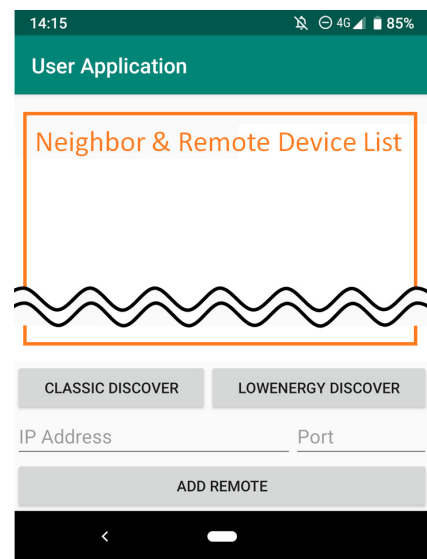 14:15 4G 85%
User Application
Neighbor & Remote Device List
CLASSIC DISCOVER LOWENERGY DISCOVER
IP Address Port
ADD REMOTE